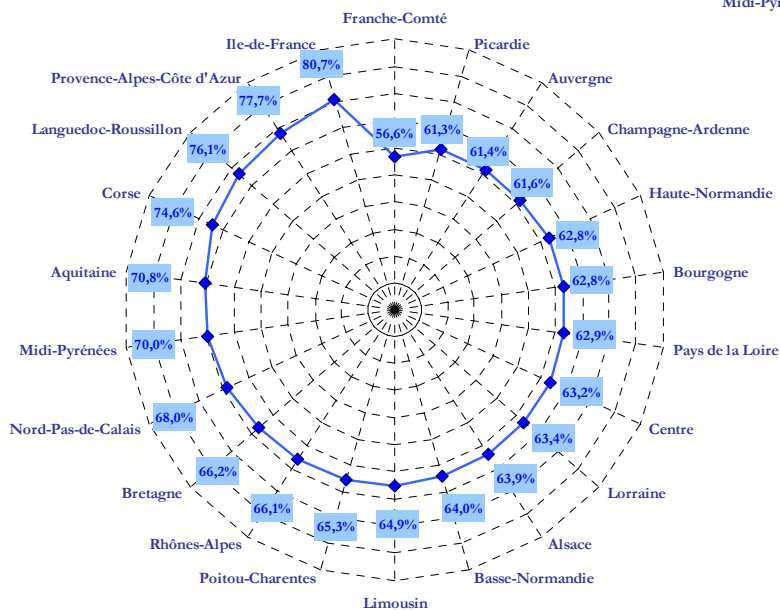 Midi-Pyr
Franche-Comté
Ile-de-France
Picardie
80,7%
Provence-Alpes-Côte d'Azur
Auvergne
77,7%
Languedoc-Roussillon
56,6%
61,3%
Champagne-Ardenne
76,1%
61,4%
61,6%
Corse
Haute-Normandie
74,6%
62,8%
Aquitaine
70,8%
62,8%
Bourgogne
Midi-Pyrénées
70,0%
62,9%
Pays de la Loire
63,2%
68,0%
Nord-Pas-de-Calais
Centre
63,4%
66,2%
63,9%
Bretagne
Lorraine
66,1%
65,3%
64,9%
64,0%
Rhônes-Alpes
Alsace
Poitou-Charentes
Basse-Normandie
Limousin